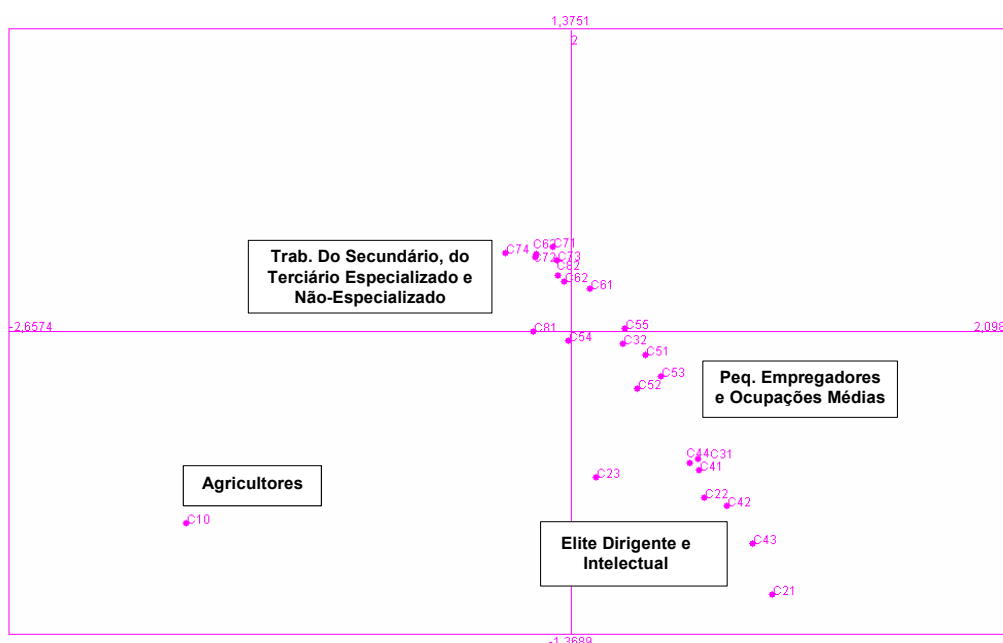 1,3751
2
C74
C63
C71
C72
C73
C82
C62
C61
Trab. Do Secundário, do
Terciário Especializado e
Não-Especializado
-2,6574
C81
C54
C55
2,098
C32
C51
C53
C52
Peq. Empregadores
e Ocupações Médias
C44
C31
C41
C23
C22
C42
Agricultores
C10
Elite Dirigente e
Intelectual
C43
C21
-1,3689